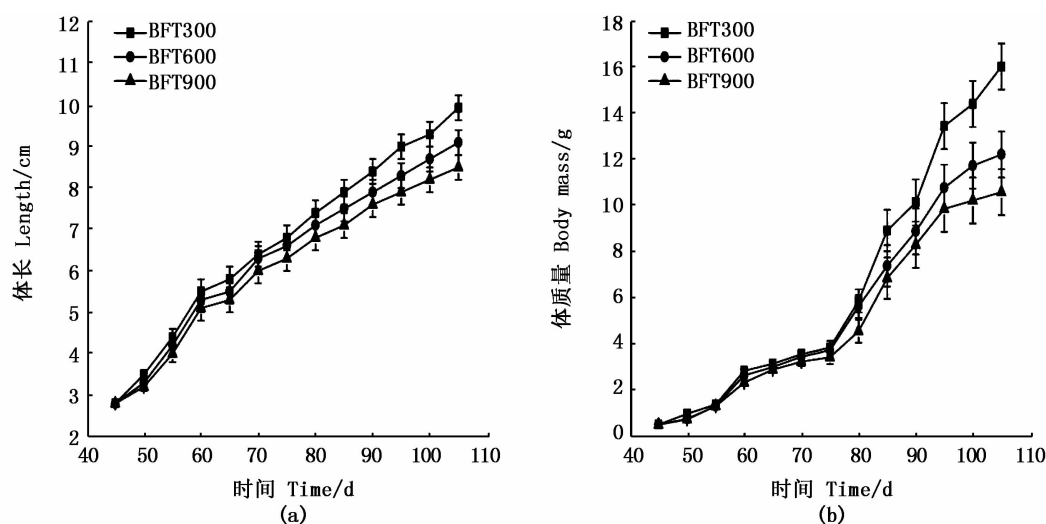 12
11
10
9
8
7
6
5
4
3
2
体长 Length/cm
BFT300
BFT600
BFT900
40 50 60 70 80 90 100 110
时间 Time/d
(a)
18
16
14
12
10
8
6
4
2
0
体质量 Body mass/g
BFT300
BFT600
BFT900
40 50 60 70 80 90 100 110
时间 Time/d
(b)